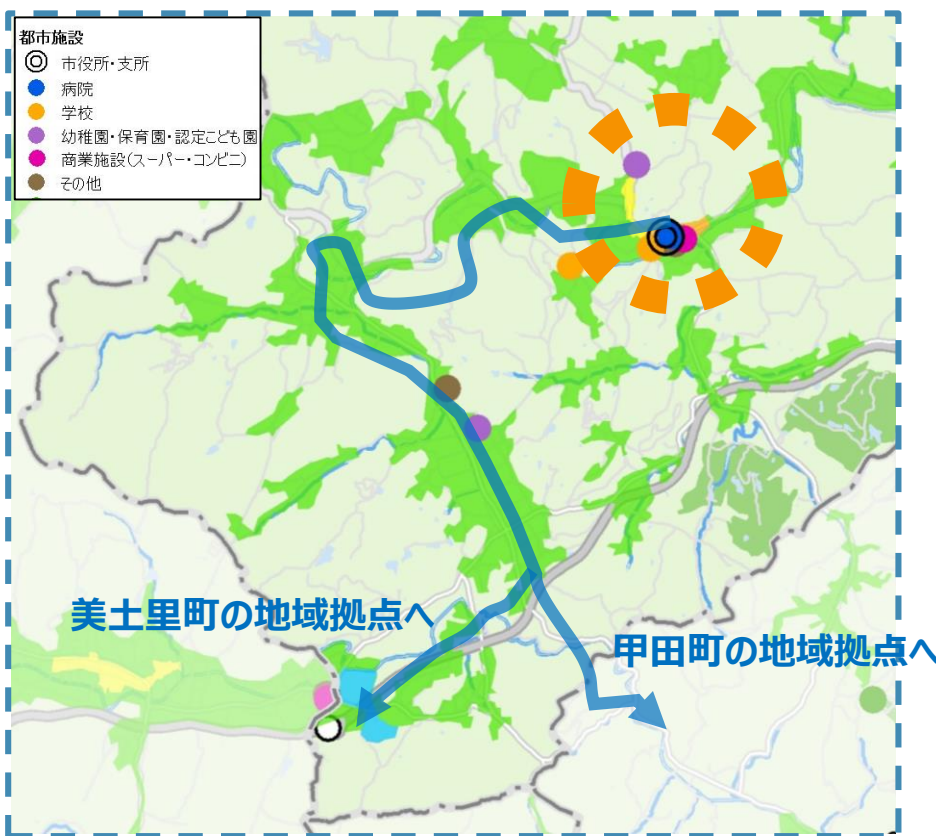 都市施設
市役所・支所
病院
学校
幼稚園・保育園・認定こども園
商業施設(スーパー・コンビニ)
その他
美土里町の地域拠点へ
甲田町の地域拠点へ